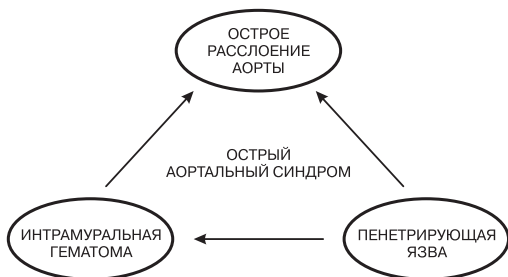 ОСТРОЕ
РАССЛОЕНИЕ
АОРТЫ
ОСТРЫЙ
АОРТАЛЬНЫЙ СИНДРОМ
ИНТРАМУРАЛЬНАЯ
ГЕМАТОМА
ПЕНЕТРИРУЮЩАЯ
ЯЗВА